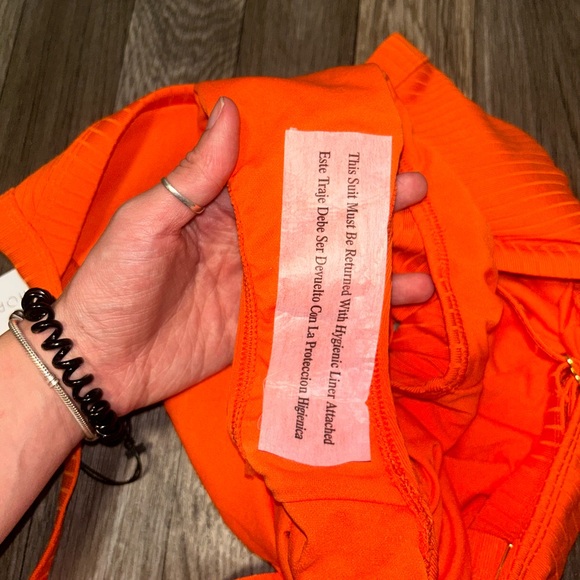 This Suit Must Be Returned With Hygienic Liner Attached
Este Traje Debe Ser Devuelto Con La Proteccion Higienica